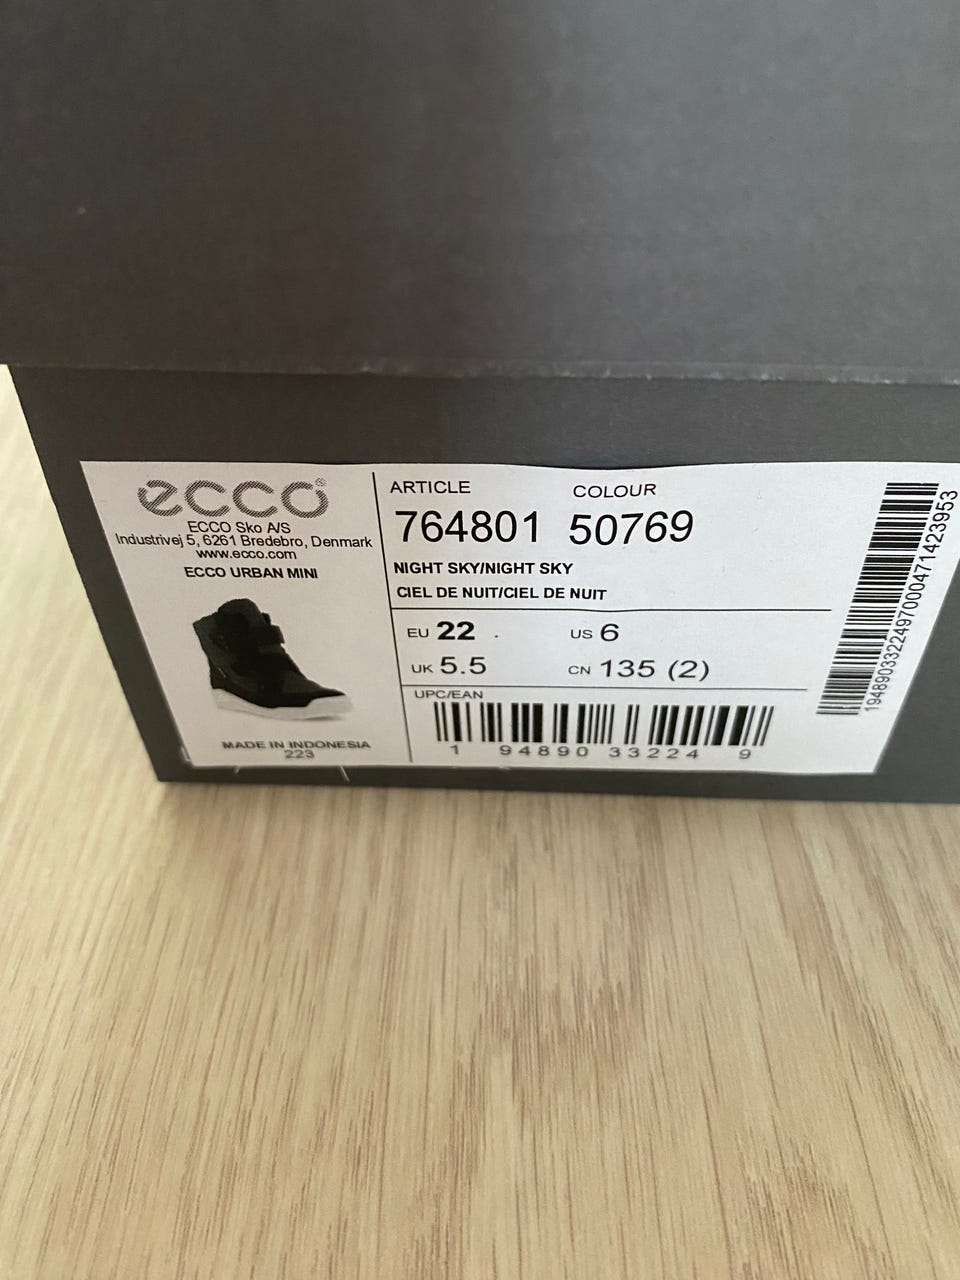 ecco®
ECCO Sko A/S
Industrivej 5, 6261 Bredebro, Denmark
www.ecco.com
ECCO URBAN MINI
MADE IN INDONESIA
223
ARTICLE COLOUR
764801 50769
NIGHT SKY/NIGHT SKY
CIEL DE NUIT/CIEL DE NUIT
EU 22 . US 6
UK 5.5 CN 135 (2)
UPC/EAN
1 94890 33224 9
19489033224970004714 23953